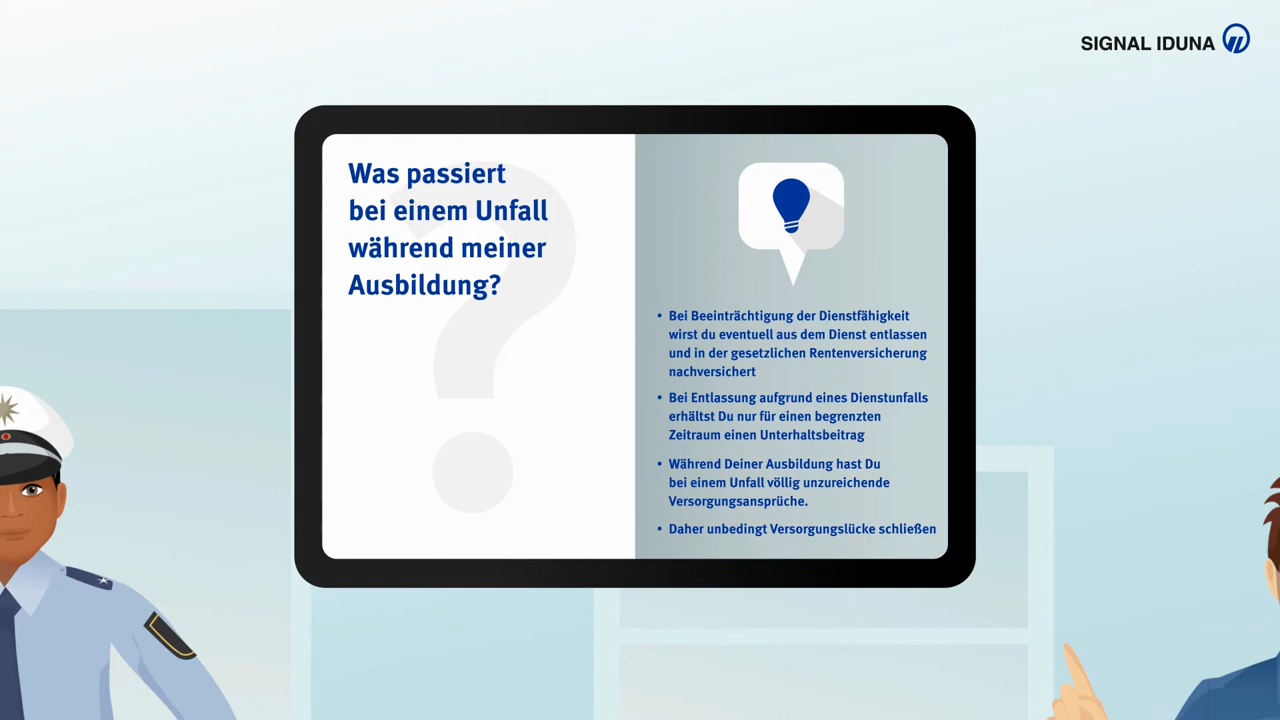 SIGNAL IDUNA
Was passiert
bei einem Unfall
während meiner
Ausbildung?
• Bei Beeinträchtigung der Dienstfähigkeit
wirst du eventuell aus dem Dienst entlassen
und in der gesetzlichen Rentenversicherung
nachversichert
• Bei Entlassung aufgrund eines Dienstunfalls
erhältst Du nur für einen begrenzten
Zeitraum einen Unterhaltsbeitrag
• Während Deiner Ausbildung hast Du
bei einem Unfall völlig unzureichende
Versorgungsansprüche.
• Daher unbedingt Versorgungslücke schließen